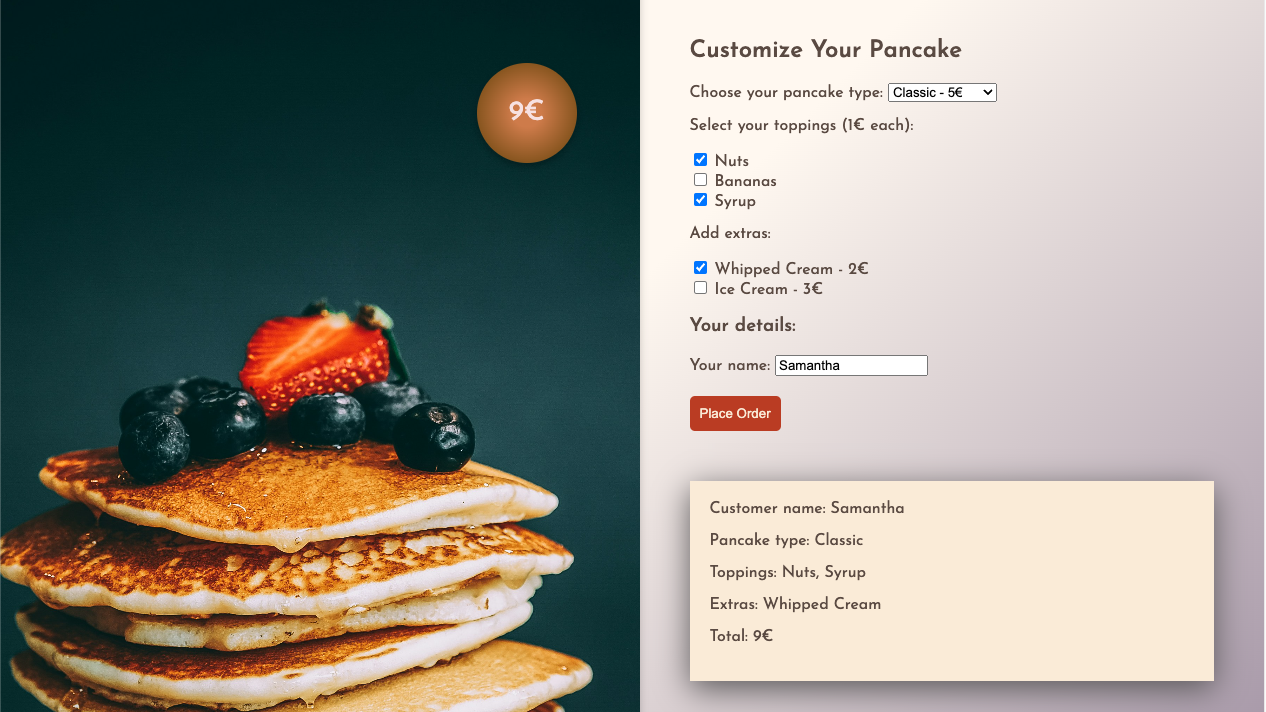 9€
Customize Your Pancake
Choose your pancake type: Classic - 5€
Select your toppings (1€ each):
Nuts
Bananas
Syrup
Add extras:
Whipped Cream - 2€
Ice Cream - 3€
Your details:
Your name: Samantha
Place Order
Customer name: Samantha
Pancake type: Classic
Toppings: Nuts, Syrup
Extras: Whipped Cream
Total: 9€